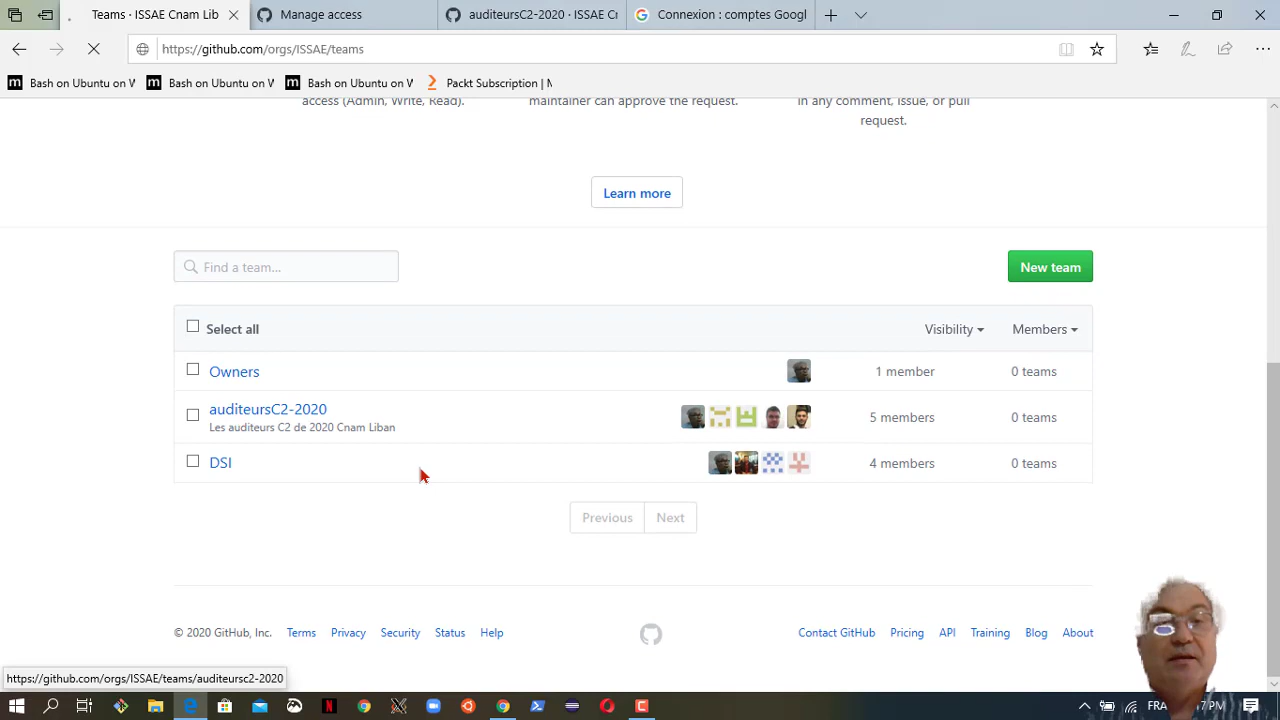 Teams · ISSAE Cnam Lib
Manage access
auditeursC2-2020 · ISSAE Cn
Connexion : comptes Googl
https://github.com/orgs/ISSAE/teams
Bash on Ubuntu on W
Bash on Ubuntu on W
Bash on Ubuntu on W
Packt Subscription | N
access (Admin, Write, Read).
maintainer can approve the request.
in any comment, issue, or pull
request.
Learn more
Find a team...
New team
Select all
Visibility
Members
Owners
1 member
0 teams
auditeursC2-2020
Les auditeurs C2 de 2020 Cnam Liban
5 members
0 teams
DSI
4 members
0 teams
Previous
Next
© 2020 GitHub, Inc.
Terms
Privacy
Security
Status
Help
Contact GitHub
Pricing
API
Training
Blog
About
https://github.com/orgs/ISSAE/teams/auditeursc2-2020
FRA
17 PM